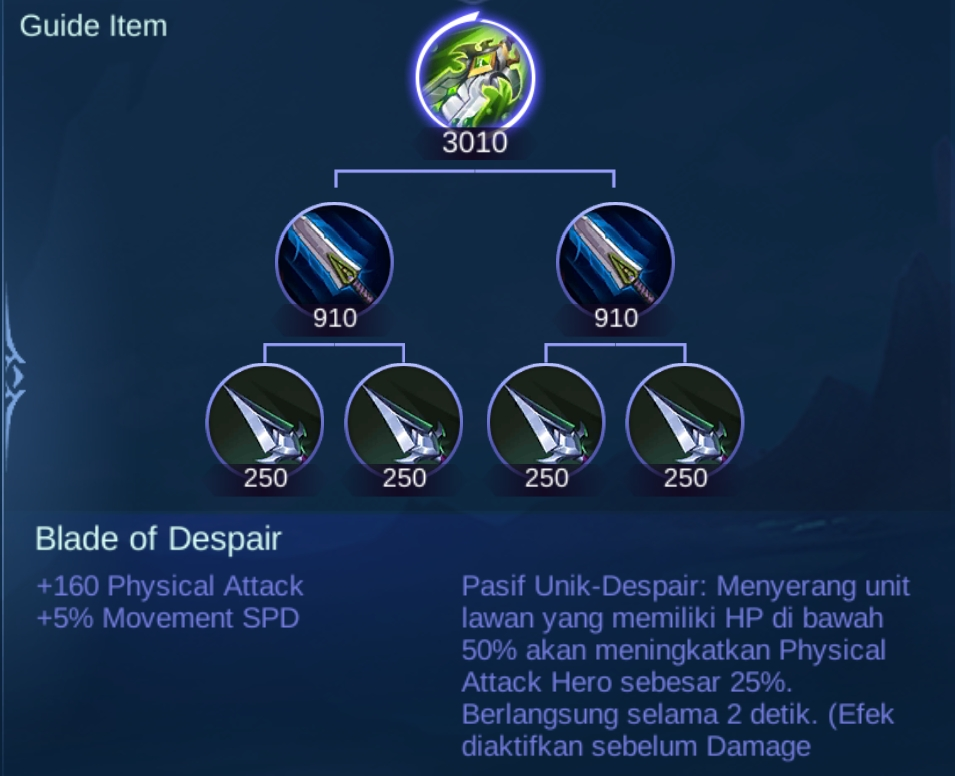 Guide Item
3010
910
910
250
250
250
250
Blade of Despair
+160 Physical Attack
+5% Movement SPD
Pasif Unik-Despair: Menyerang unit
lawan yang memiliki HP di bawah
50% akan meningkatkan Physical
Attack Hero sebesar 25%.
Berlangsung selama 2 detik. (Efek
diaktifkan sebelum Damage